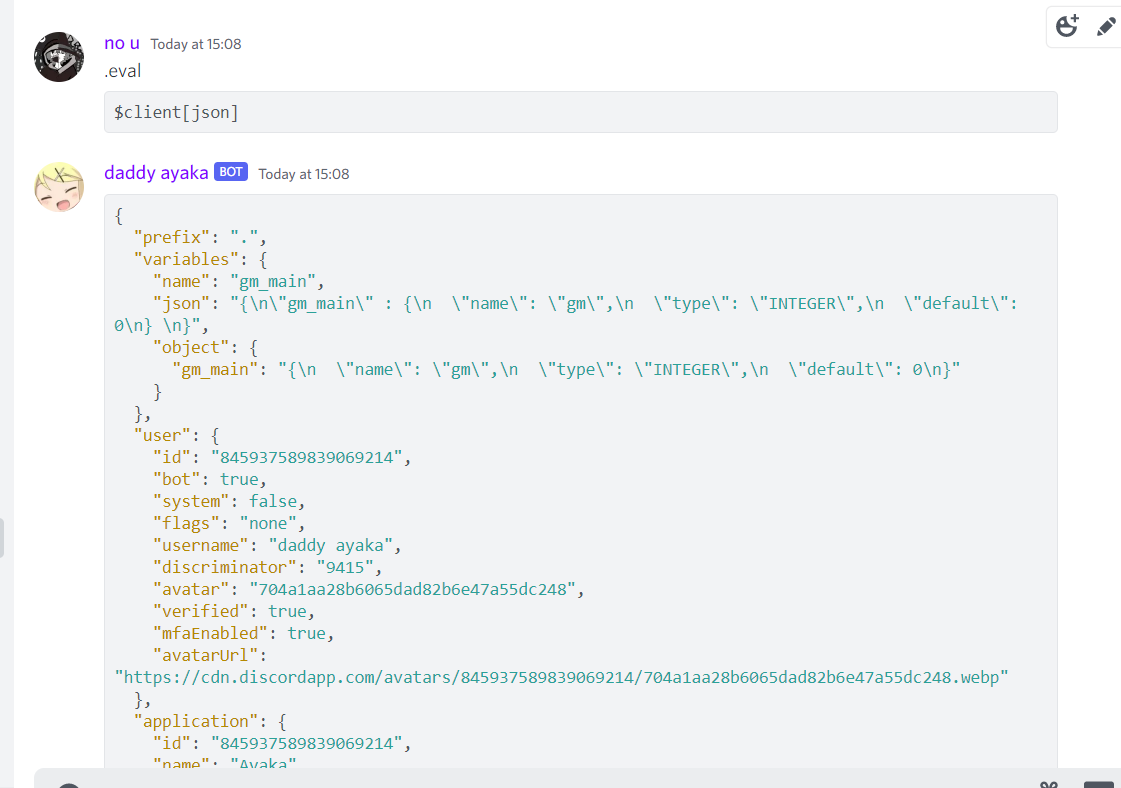 no u Today at 15:08
.eval
$client[json]
daddy ayaka BOT Today at 15:08
{
  "prefix": ".",
  "variables": {
    "name": "gm_main",
    "json": "{\n\"gm_main\" : {\n  \"name\": \"gm\",\n  \"type\": \"INTEGER\",\n  \"default\":
0\n} \n}",
    "object": {
      "gm_main": "{\n  \"name\": \"gm\",\n  \"type\": \"INTEGER\",\n  \"default\": 0\n}"
    }
  },
  "user": {
    "id": "845937589839069214",
    "bot": true,
    "system": false,
    "flags": "none",
    "username": "daddy ayaka",
    "discriminator": "9415",
    "avatar": "704a1aa28b6065dad82b6e47a55dc248",
    "verified": true,
    "mfaEnabled": true,
    "avatarUrl":
"https://cdn.discordapp.com/avatars/845937589839069214/704a1aa28b6065dad82b6e47a55dc248.webp"
  },
  "application": {
    "id": "845937589839069214",
    "name": "Ayaka"